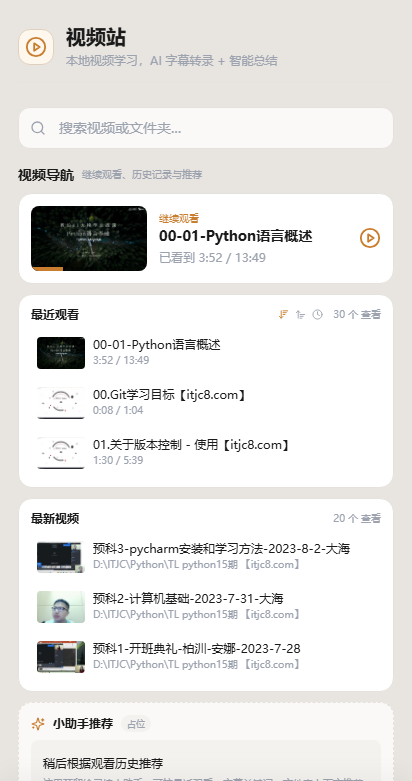 视频站
本地视频学习，AI 字幕转录 + 智能总结
搜索视频或文件夹...
视频导航 继续观看、历史记录与推荐
继续观看
00-01-Python语言概述
已看到 3:52 / 13:49
最近观看 30 个 查看
00-01-Python语言概述
3:52 / 13:49
00.Git学习目标【itjc8.com】
0:08 / 1:04
01.关于版本控制 - 使用【itjc8.com】
1:30 / 5:39
最新视频 20 个 查看
预科3-pycharm安装和学习方法-2023-8-2-大海
D:\ITJC\Python\TL python15期 【itjc8.com】
预科2-计算机基础-2023-7-31-大海
D:\ITJC\Python\TL python15期 【itjc8.com】
预科1-开班典礼-柏汌-安娜-2023-7-28
D:\ITJC\Python\TL python15期 【itjc8.com】
小助手推荐 占位
稍后根据观看历史推荐